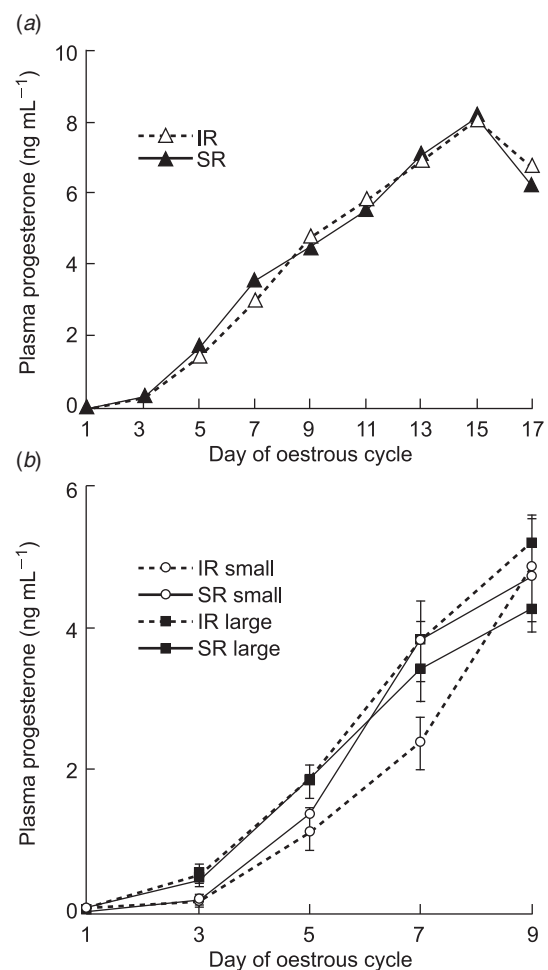 (a)
10
8
6
4
2
0
Plasma progesterone (ng mL−1)
IR
SR
1 3 5 7 9 11 13 15 17
Day of oestrous cycle
(b)
6
4
2
0
Plasma progesterone (ng mL−1)
IR small
SR small
IR large
SR large
1 3 5 7 9
Day of oestrous cycle